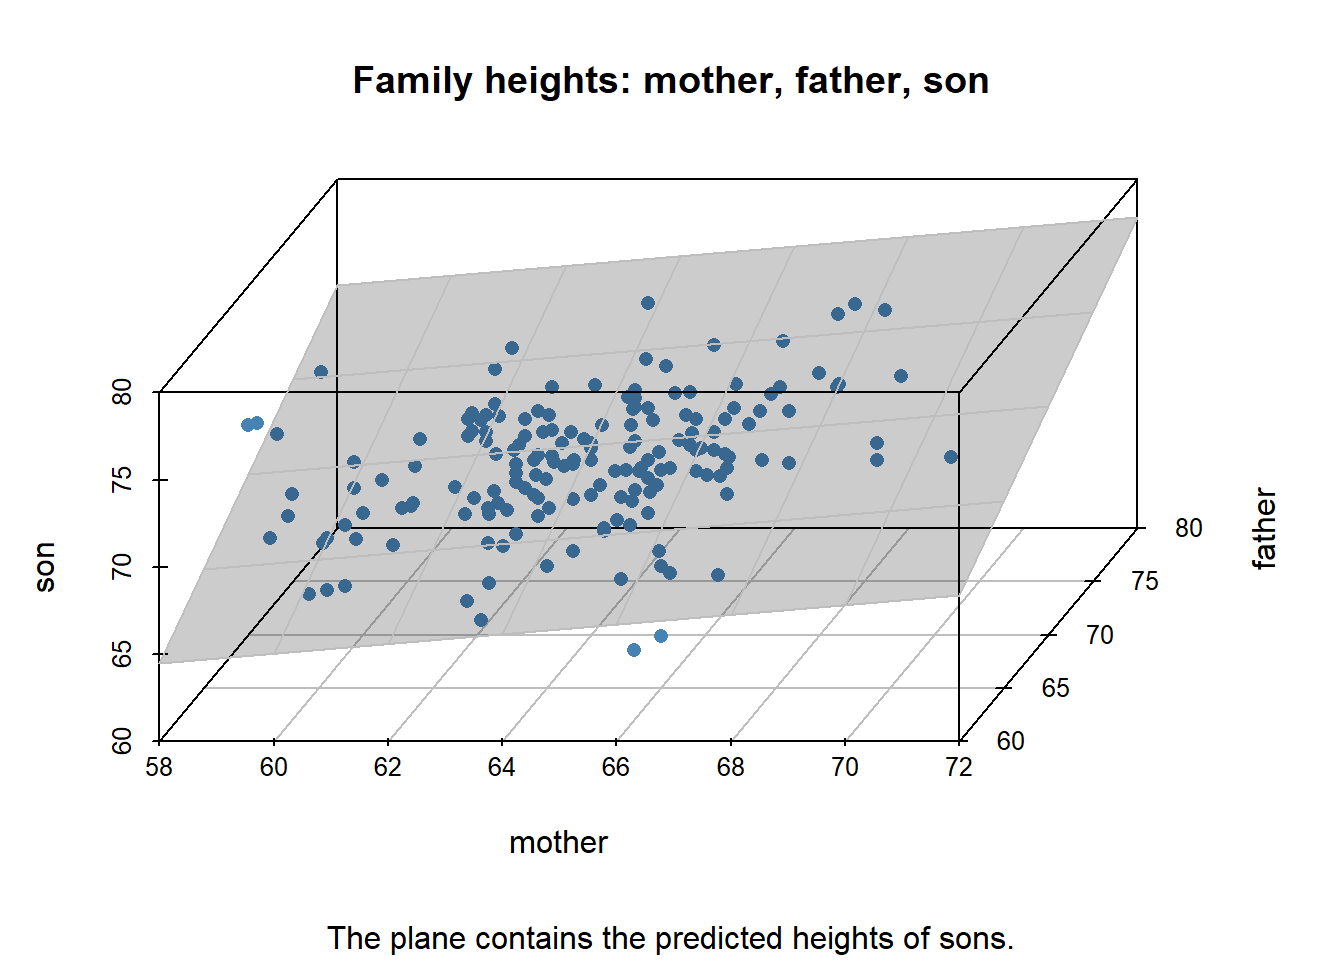 Family heights: mother, father, son
80
75
70
65
60
son
58 60 62 64 66 68 70 72
mother
80
75
70
65
60
father
The plane contains the predicted heights of sons.